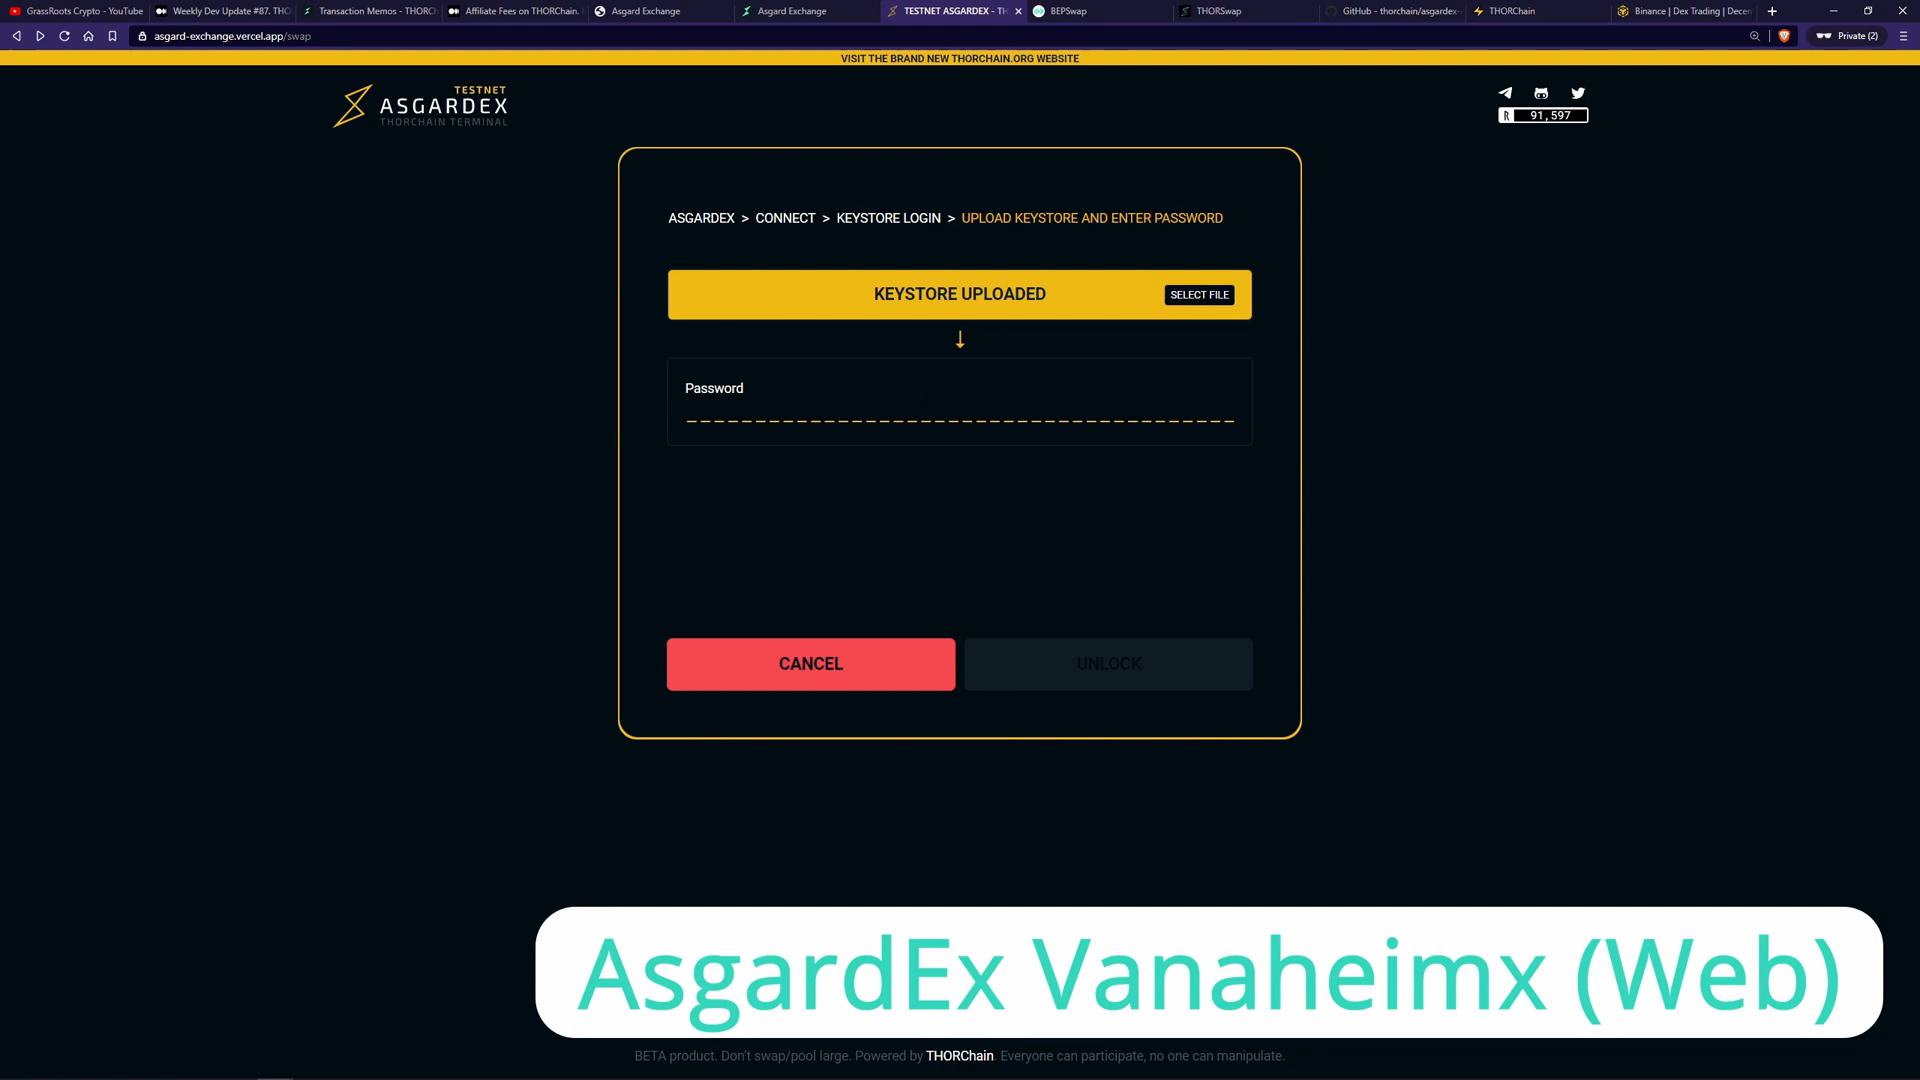 GrassRoots Crypto - YouTube
Weekly Dev Update #87. THO
Transaction Memos - THORCh
Affiliate Fees on THORChain.
Asgard Exchange
Asgard Exchange
TESTNET ASGARDEX - TH
BEPSwap
THORSwap
GitHub - thorchain/asgardex-
THORChain
Binance | Dex Trading | Decen
asgard-exchange.vercel.app/swap
Private (2)
VISIT THE BRAND NEW THORCHAIN.ORG WEBSITE
TESTNET
ASGARDEX
THORCHAIN TERMINAL
R 91,597
ASGARDEX > CONNECT > KEYSTORE LOGIN > UPLOAD KEYSTORE AND ENTER PASSWORD
KEYSTORE UPLOADED
SELECT FILE
Password
CANCEL
UNLOCK
AsgardEx Vanaheimx (Web)
BETA product. Don't swap/pool large. Powered by THORChain. Everyone can participate, no one can manipulate.